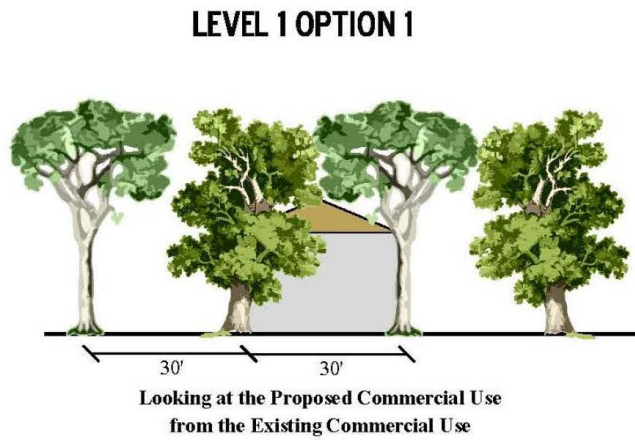 LEVEL 1 OPTION 1
30' 30'
Looking at the Proposed Commercial Use
from the Existing Commercial Use